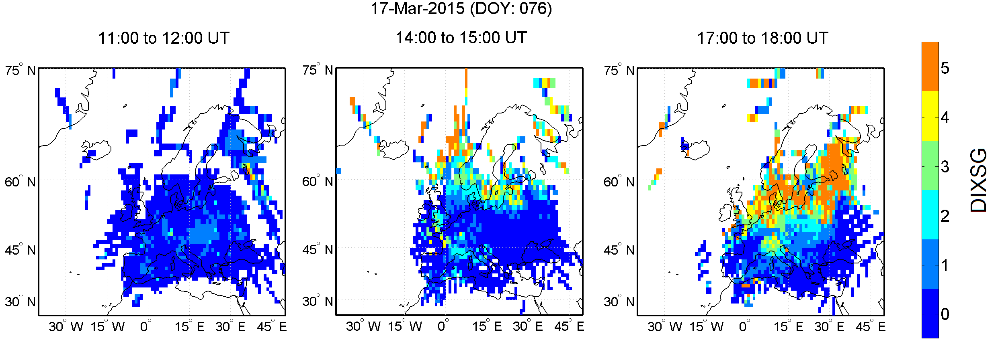 17-Mar-2015 (DOY: 076)
11:00 to 12:00 UT
14:00 to 15:00 UT
17:00 to 18:00 UT
75° N
60° N
45° N
30° N
30° W 15° W 0° 15° E 30° E 45° E
75° N
60° N
45° N
30° N
30° W 15° W 0° 15° E 30° E 45° E
75° N
60° N
45° N
30° N
30° W 15° W 0° 15° E 30° E 45° E
5
4
3
2
1
0
DIXSG